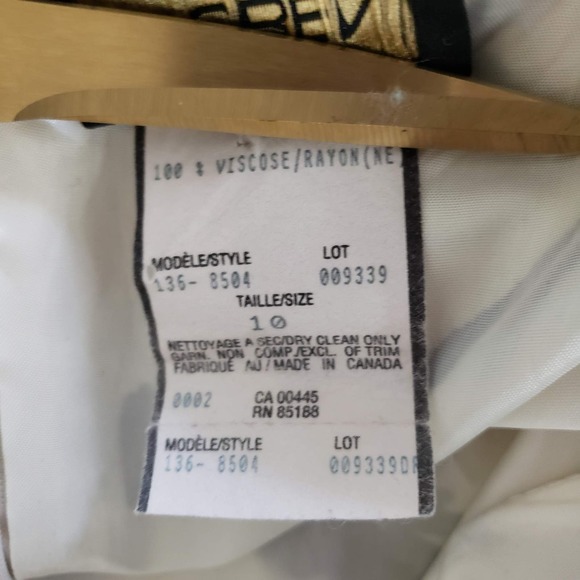 100 % VISCOSE/RAYON(NE)
MODÈLE/STYLE LOT
136- 8504 009339
TAILLE/SIZE
10
NETTOYAGE A SEC/DRY CLEAN ONLY
GARN. NON COMP./EXCL. OF TRIM
FABRIQUÉ AU/MADE IN CANADA
0002 CA 00445
RN 85188
MODÈLE/STYLE LOT
136- 8504 009339DR